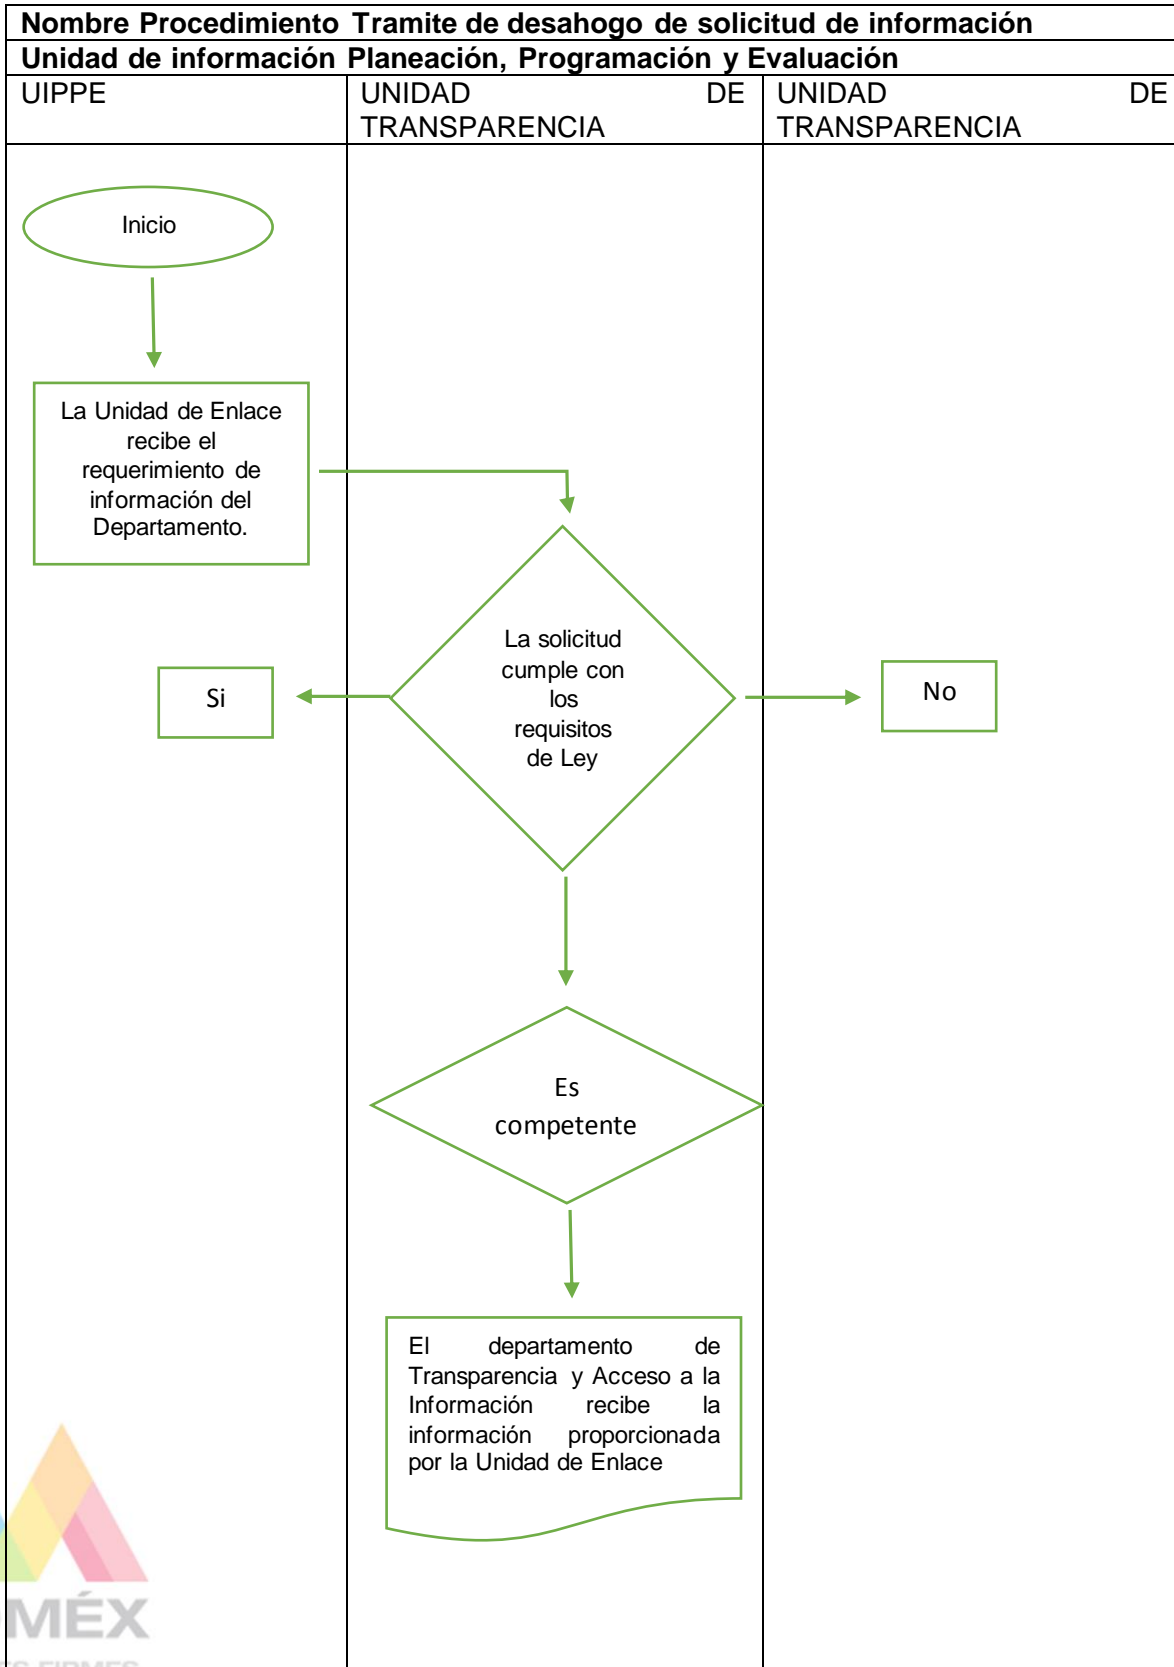 Nombre Procedimiento Tramite de desahogo de solicitud de información
Unidad de información Planeación, Programación y Evaluación
UIPPE
UNIDAD DE
TRANSPARENCIA
UNIDAD DE
TRANSPARENCIA
Inicio
La Unidad de Enlace
recibe el
requerimiento de
información del
Departamento.
La solicitud
cumple con
los
requisitos
de Ley
Si
No
Es
competente
El departamento de
Transparencia y Acceso a la
Información recibe la
información proporcionada
por la Unidad de Enlace
MÉX